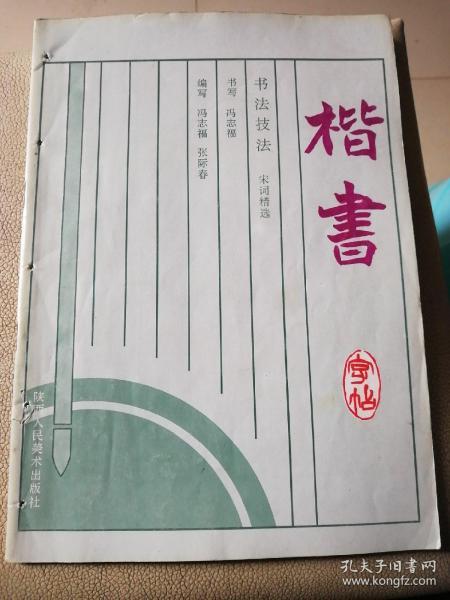 楷書
字帖
书法技法 宋词精选
书写 冯志福
编写 冯志福 张际春
陕西人民美术出版社
孔夫子旧书网
www.kongfz.com